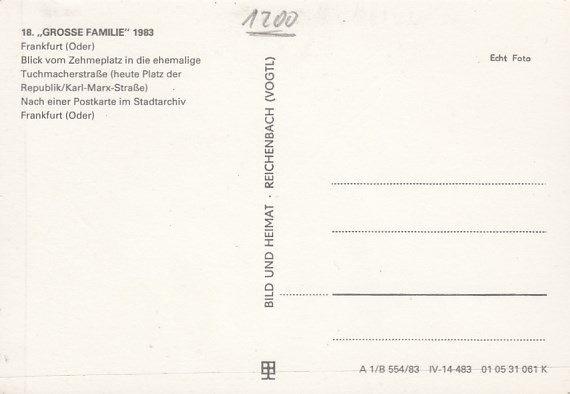 1200
18. „GROSSE FAMILIE" 1983
Frankfurt (Oder)
Blick vom Zehmeplatz in die ehemalige
Tuchmacherstraße (heute Platz der
Republik/Karl-Marx-Straße)
Nach einer Postkarte im Stadtarchiv
Frankfurt (Oder)
Echt Foto
BILD UND HEIMAT · REICHENBACH (VOGTL)
A 1/B 554/83 IV-14-483 01 05 31 061 K